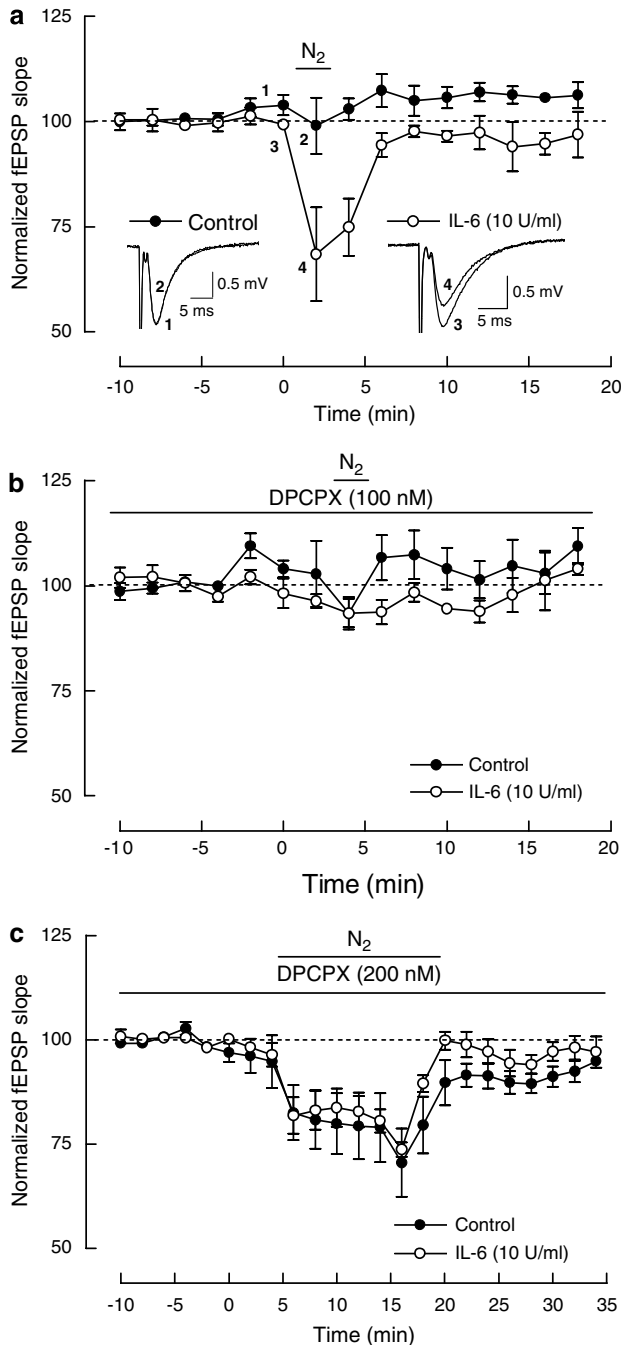 a
Normalized fEPSP slope
125
100
75
50
N2
1
2
3
4
Control
IL-6 (10 U/ml)
2
1
0.5 mV
5 ms
4
3
0.5 mV
5 ms
-10 -5 0 5 10 15 20
Time (min)
b
Normalized fEPSP slope
125
100
75
50
N2
DPCPX (100 nM)
Control
IL-6 (10 U/ml)
-10 -5 0 5 10 15 20
Time (min)
c
Normalized fEPSP slope
125
100
75
50
N2
DPCPX (200 nM)
Control
IL-6 (10 U/ml)
-10 -5 0 5 10 15 20 25 30 35
Time (min)